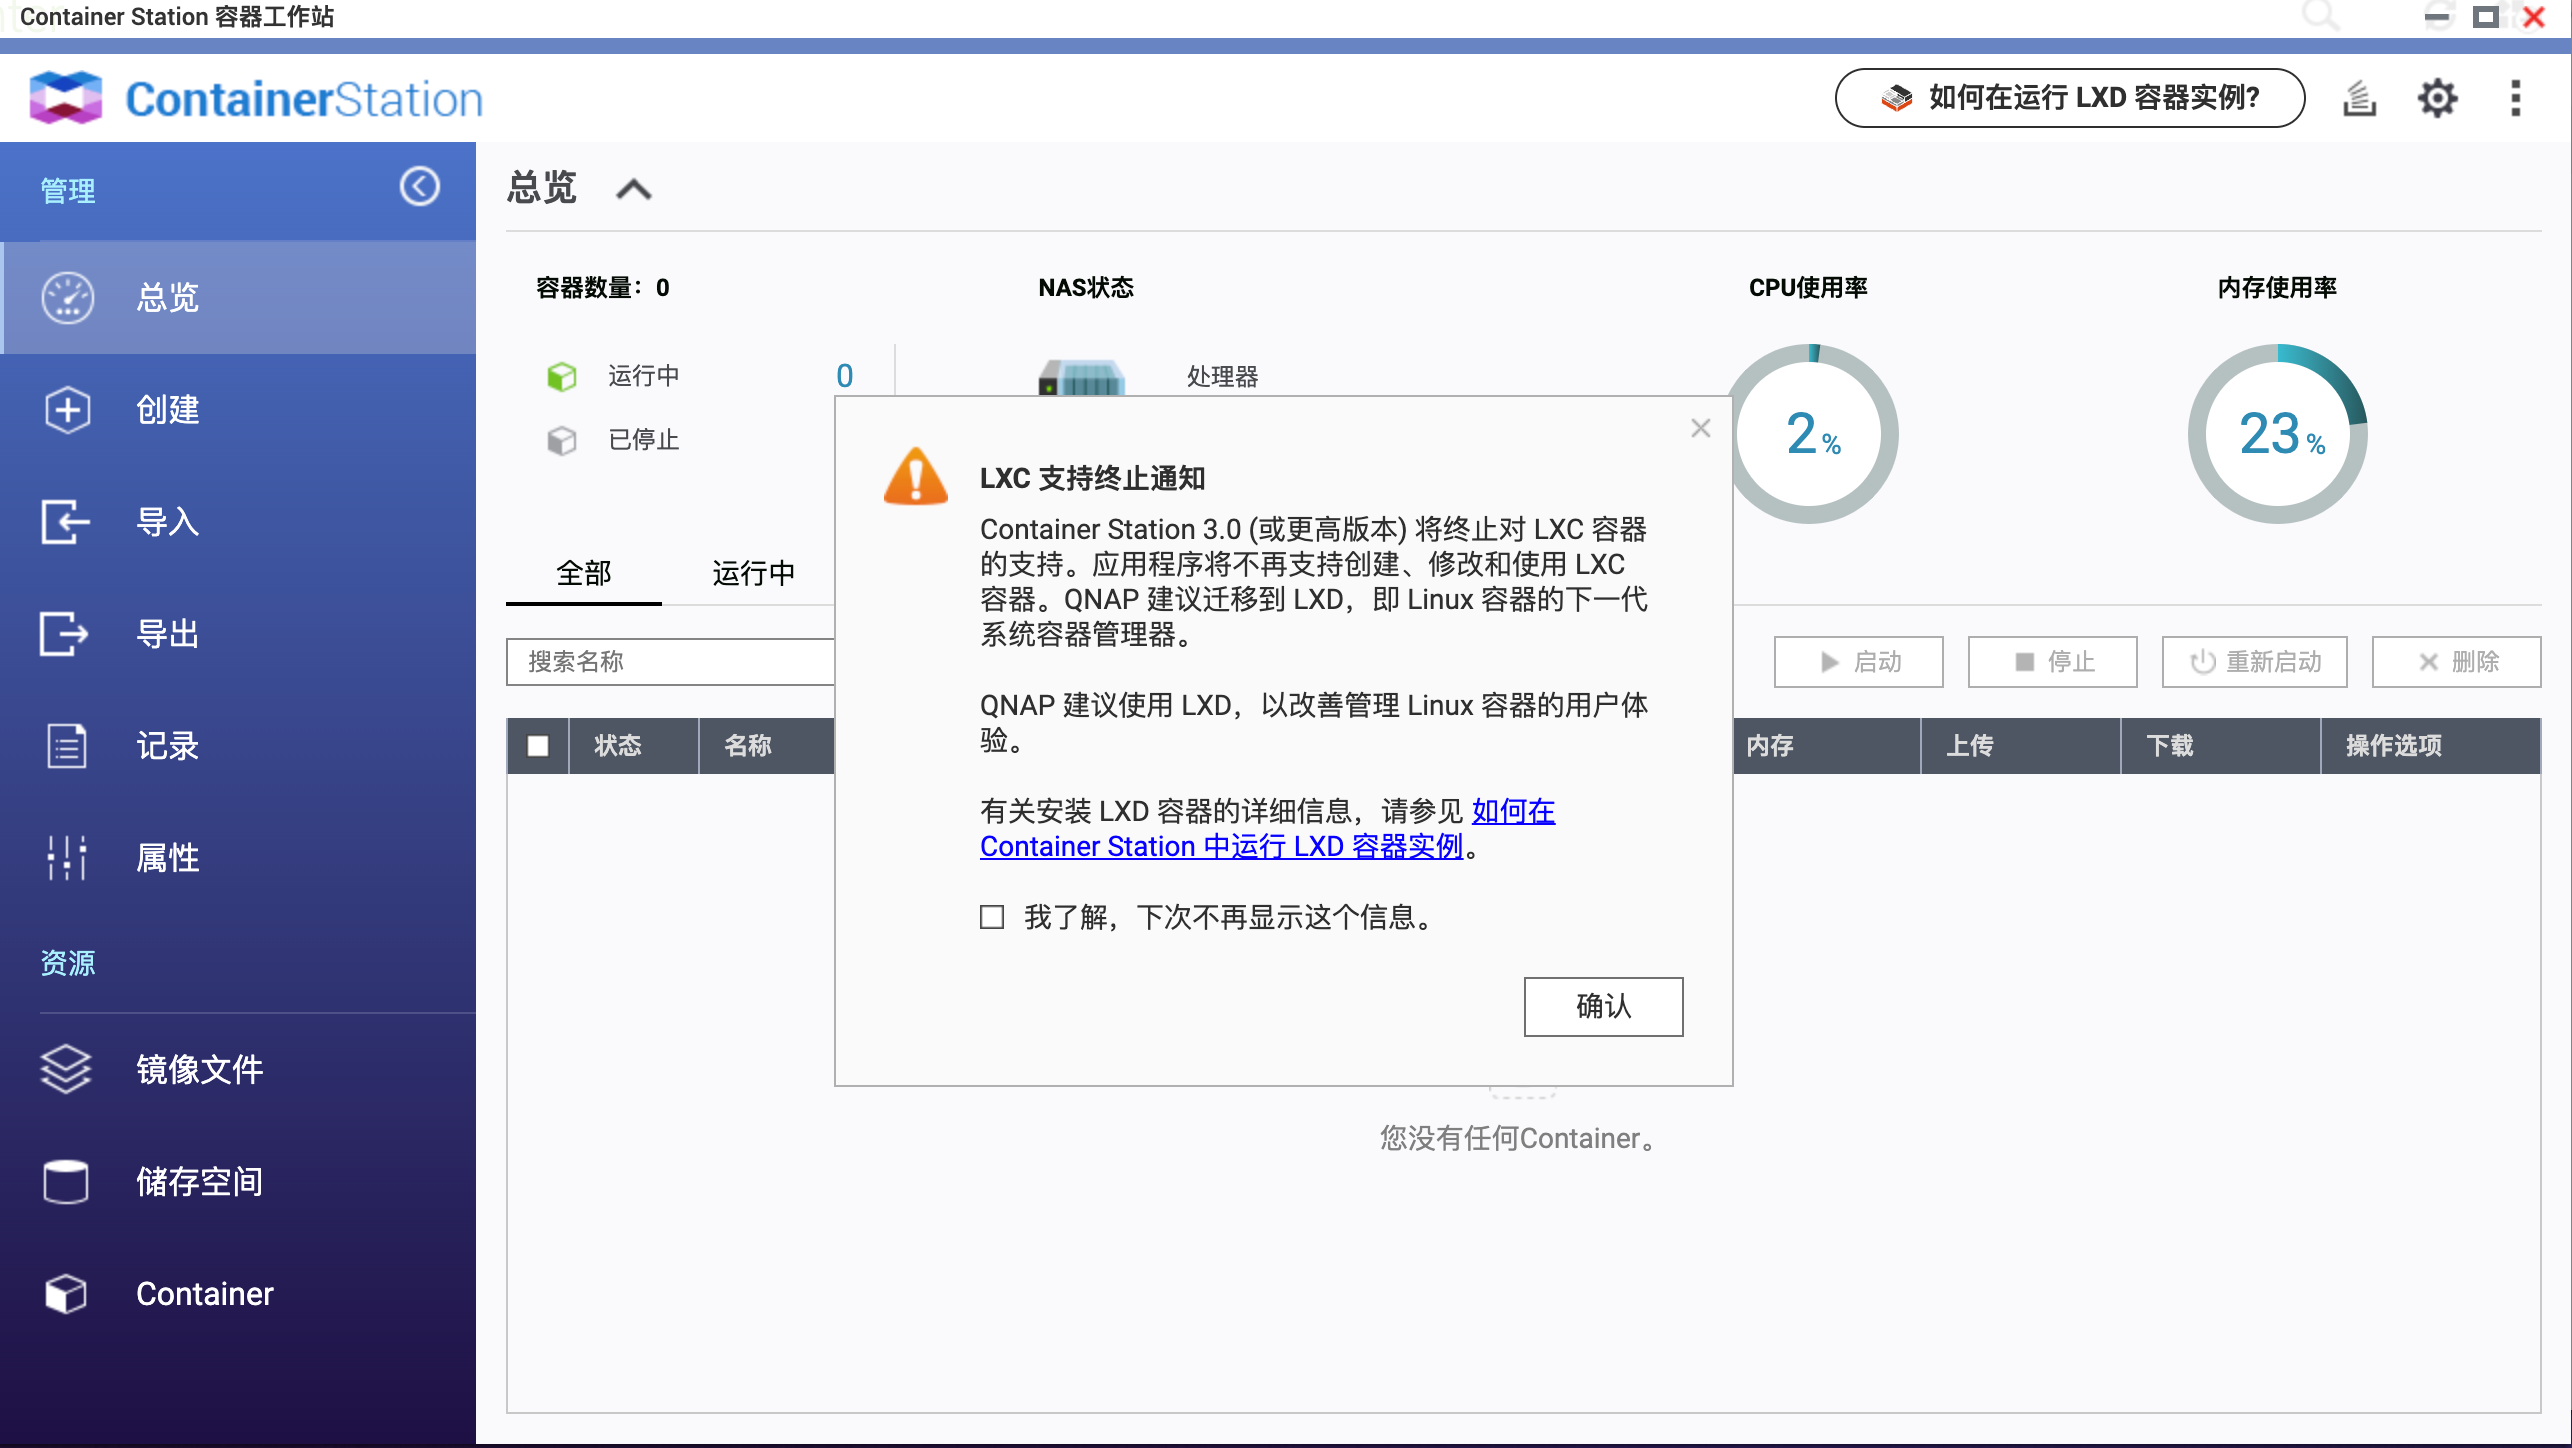 Container Station 容器工作站
ContainerStation
如何在运行 LXD 容器实例?
管理
总览
创建
导入
导出
记录
属性
资源
镜像文件
储存空间
Container
总览
容器数量：0
NAS状态
CPU使用率
内存使用率
运行中 0
处理器
已停止
2%
23%
全部 运行中
搜索名称
启动 停止 重新启动 删除
状态 名称 内存 上传 下载 操作选项
LXC 支持终止通知
Container Station 3.0 (或更高版本) 将终止对 LXC 容器
的支持。应用程序将不再支持创建、修改和使用 LXC
容器。QNAP 建议迁移到 LXD，即 Linux 容器的下一代
系统容器管理器。
QNAP 建议使用 LXD，以改善管理 Linux 容器的用户体
验。
有关安装 LXD 容器的详细信息，请参见 如何在
Container Station 中运行 LXD 容器实例。
我了解，下次不再显示这个信息。
确认
您没有任何Container。